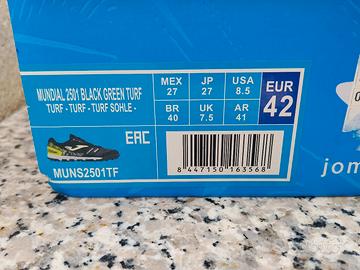 MUNDIAL 2501 BLACK GREEN TURF
TURF - TURF - TURF SOHLE -
MEX 27
JP 27
USA 8.5
EUR 42
BR 40
UK 7.5
AR 41
EAC
MUNS2501TF
8 447150 163568
jom